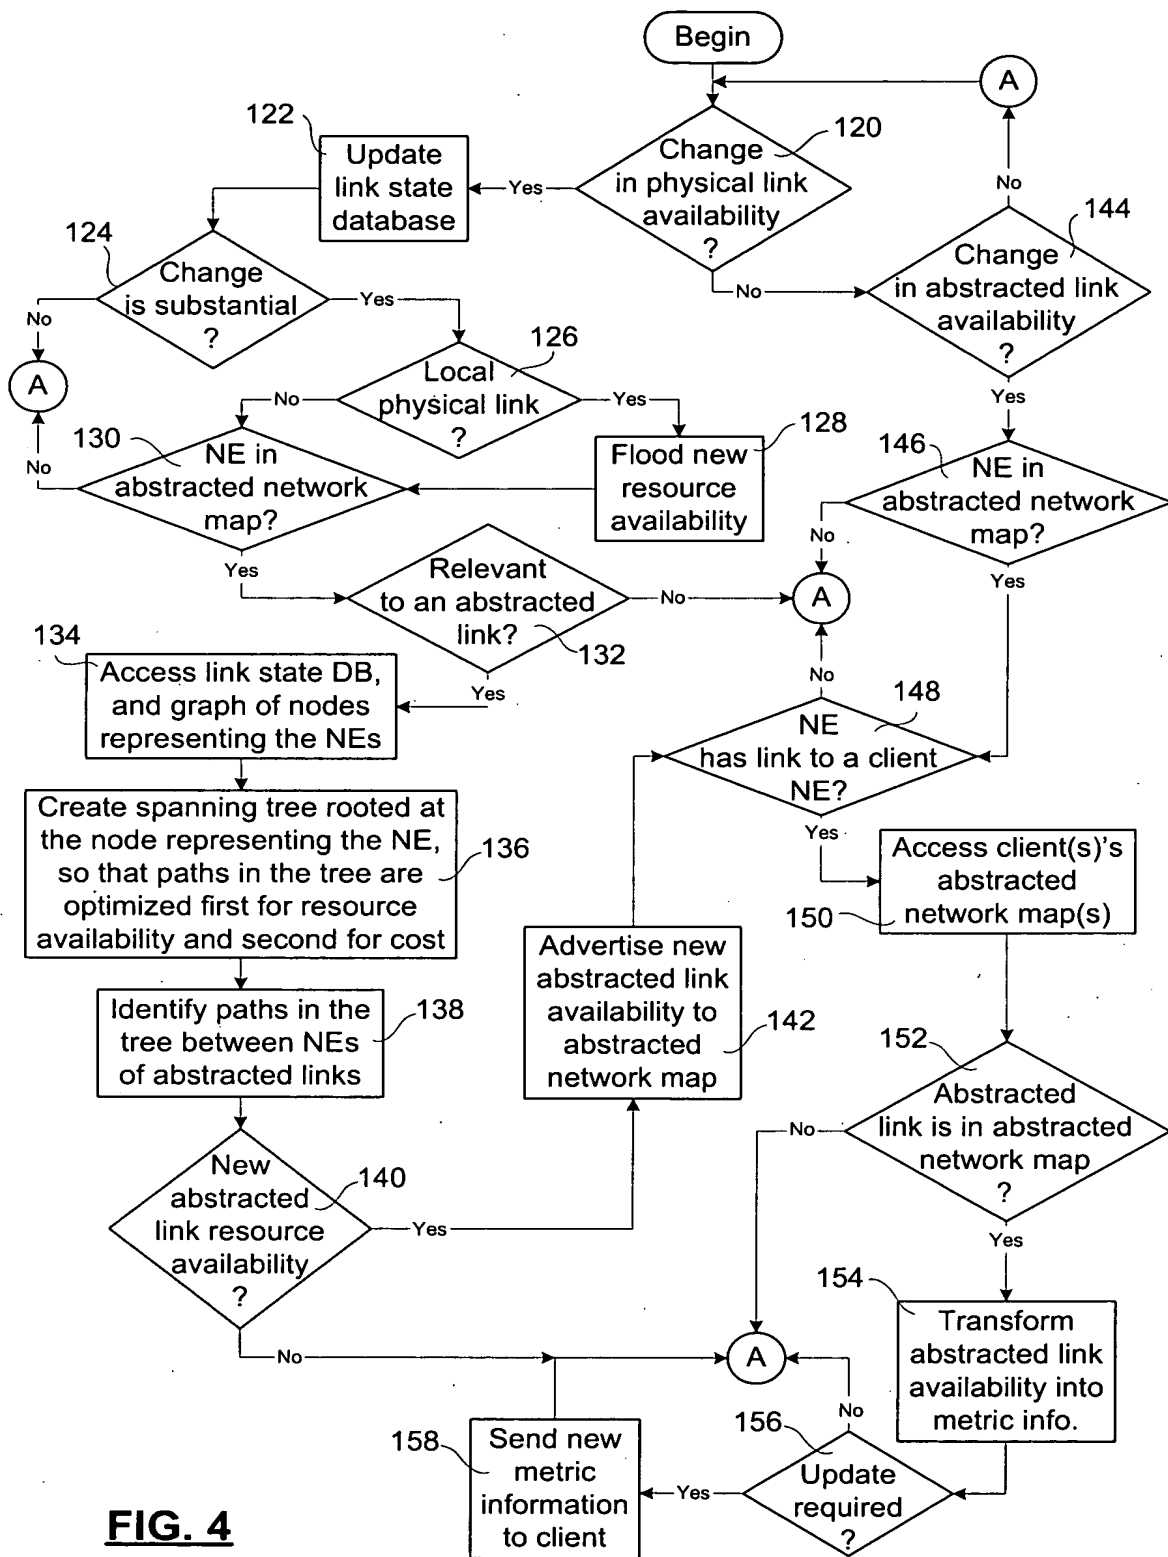 Begin
A
120
Change
in physical link
availability
?
Yes
No
122
Update
link state
database
144
No
Change
in abstracted link
availability
?
Yes
124
Change
is substantial
?
No
Yes
A
126
Local
physical link
?
No
Yes
128
Flood new
resource
availability
130
NE in
abstracted network
map?
No
Yes
146
NE in
abstracted network
map?
No
Yes
Relevant
to an abstracted
link?
132
No
Yes
A
134
Access link state DB,
and graph of nodes
representing the NEs
No
148
NE
has link to a client
NE?
Yes
Create spanning tree rooted at
the node representing the NE,
so that paths in the tree are
optimized first for resource
availability and second for cost
136
Access client(s)'s
abstracted
network map(s)
150
Identify paths in the
tree between NEs
of abstracted links
138
Advertise new
abstracted link
availability to
abstracted
network map
142
152
Abstracted
link is in abstracted
network map
?
No
Yes
New
abstracted
link resource
availability
?
140
Yes
No
154
Transform
abstracted link
availability into
metric info.
A
No
156
Update
required
?
Yes
158
Send new
metric
information
to client
FIG. 4